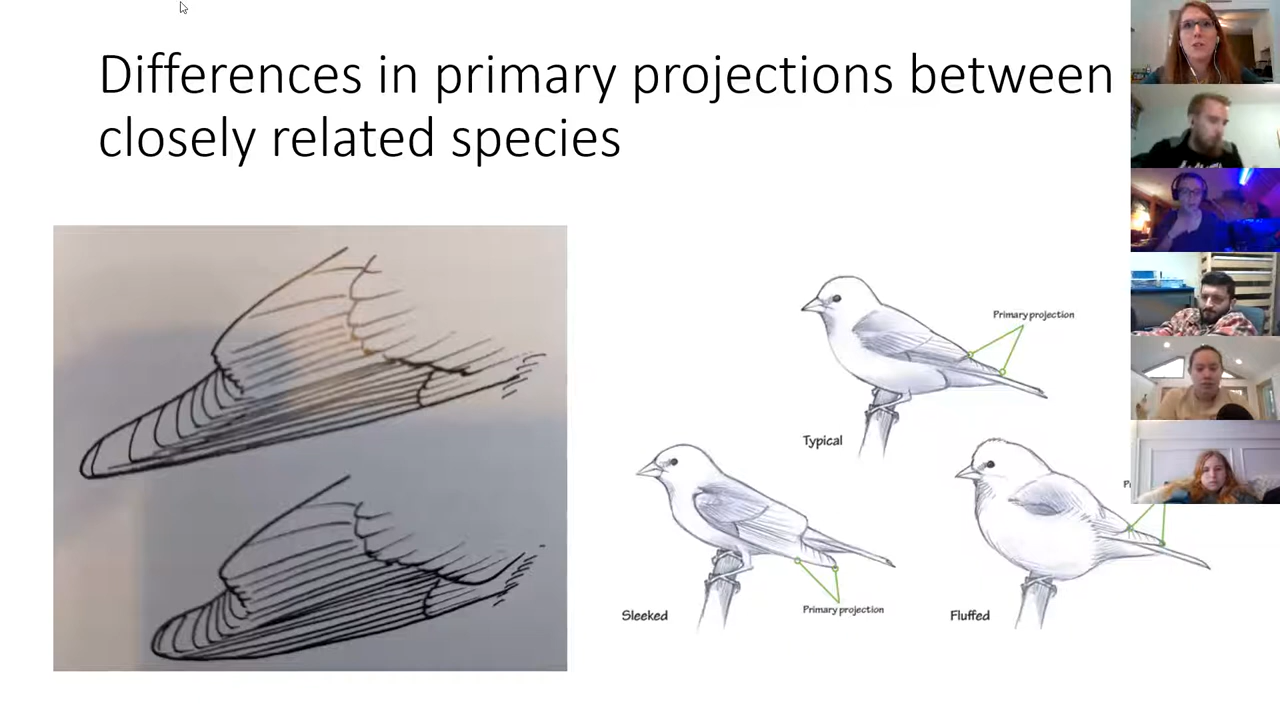 Differences in primary projections between
closely related species
Primary projection
Typical
Sleeked
Primary projection
Fluffed